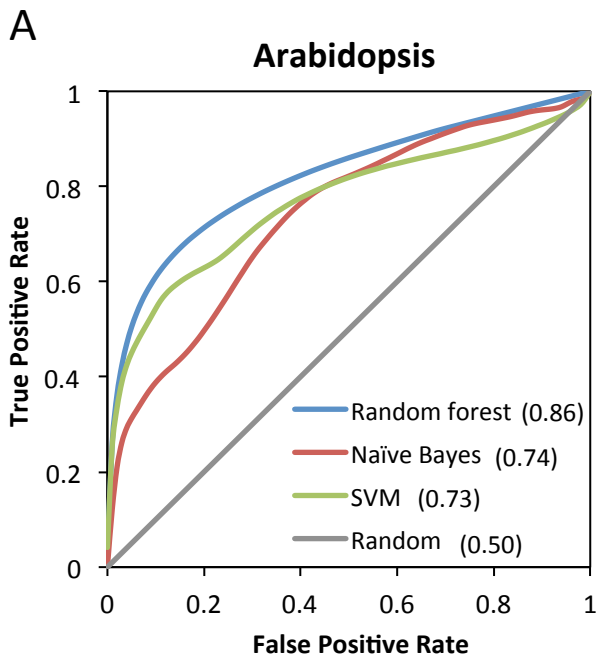 A
Arabidopsis
True Positive Rate
1
0.8
0.6
0.4
0.2
0
Random forest (0.86)
Naïve Bayes (0.74)
SVM (0.73)
Random (0.50)
0 0.2 0.4 0.6 0.8 1
False Positive Rate